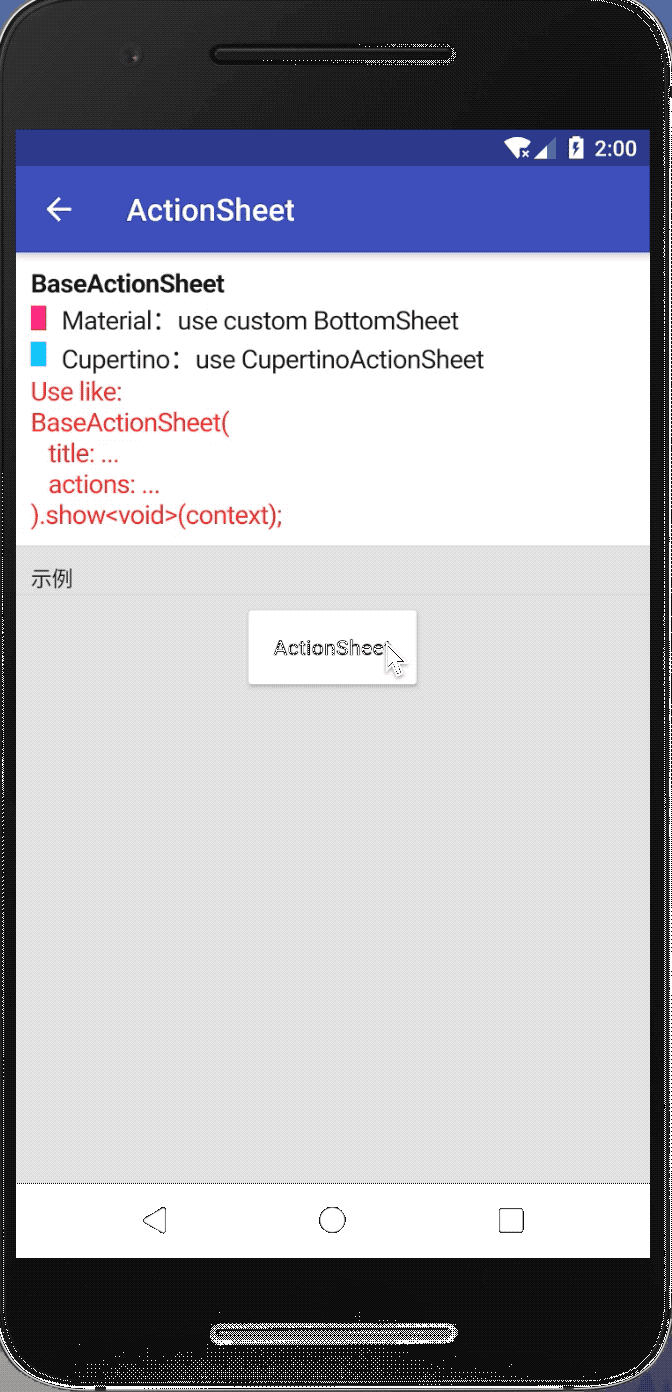 2:00
ActionSheet
BaseActionSheet
Material：use custom BottomSheet
Cupertino：use CupertinoActionSheet
Use like:
BaseActionSheet(
title: ...
actions: ...
).show<void>(context);
示例
ActionSheet